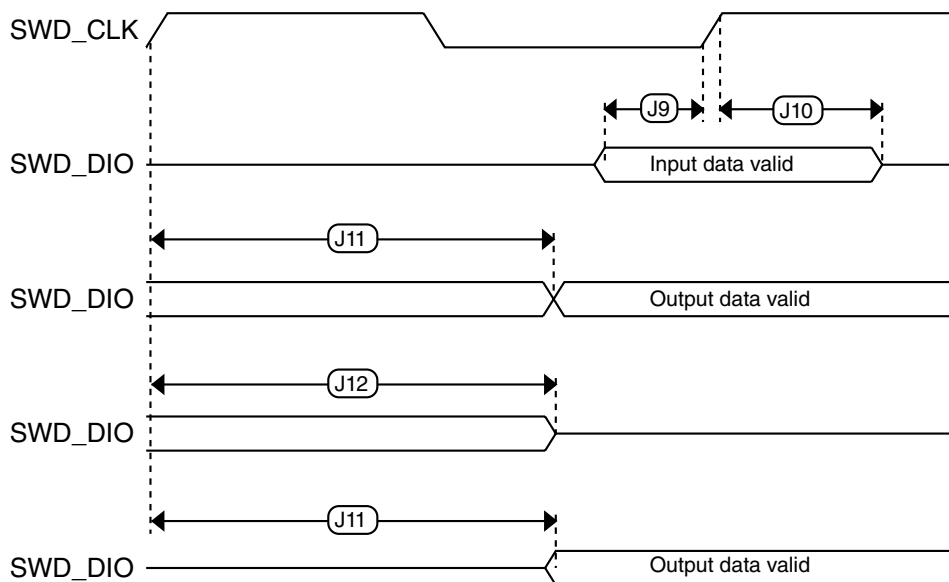 SWD_CLK
J9
J10
SWD_DIO
Input data valid
J11
SWD_DIO
Output data valid
J12
SWD_DIO
J11
SWD_DIO
Output data valid